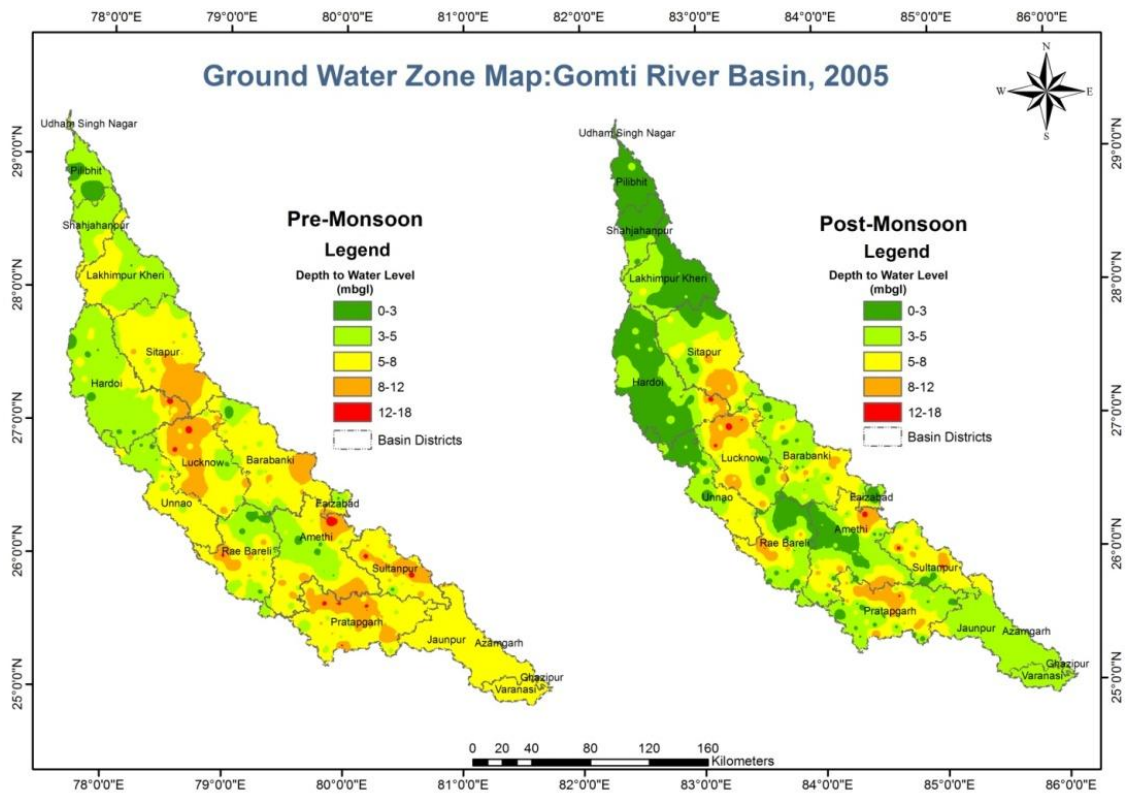 78°0'0"E 79°0'0"E 80°0'0"E 81°0'0"E 82°0'0"E 83°0'0"E 84°0'0"E 85°0'0"E 86°0'0"E
Ground Water Zone Map:Gomti River Basin, 2005
N
W E
S
29°0'0"N
28°0'0"N
27°0'0"N
26°0'0"N
25°0'0"N
Udham Singh Nagar
Pilibhit
Shahjahanpur
Lakhimpur Kheri
Sitapur
Hardoi
Lucknow
Barabanki
Unnao
Faizabad
Amethi
Rae Bareli
Sultanpur
Pratapgarh
Jaunpur
Azamgarh
Ghazipur
Varanasi
Pre-Monsoon
Legend
Depth to Water Level
(mbgl)
0-3
3-5
5-8
8-12
12-18
Basin Districts
Udham Singh Nagar
Pilibhit
Shahjahanpur
Lakhimpur Kheri
Sitapur
Hardoi
Lucknow
Barabanki
Unnao
Faizabad
Amethi
Rae Bareli
Sultanpur
Pratapgarh
Jaunpur
Azamgarh
Ghazipur
Varanasi
Post-Monsoon
Legend
Depth to Water Level
(mbgl)
0-3
3-5
5-8
8-12
12-18
Basin Districts
29°0'0"N
28°0'0"N
27°0'0"N
26°0'0"N
25°0'0"N
0 20 40 80 120 160
Kilometers
78°0'0"E 79°0'0"E 80°0'0"E 81°0'0"E 82°0'0"E 83°0'0"E 84°0'0"E 85°0'0"E 86°0'0"E